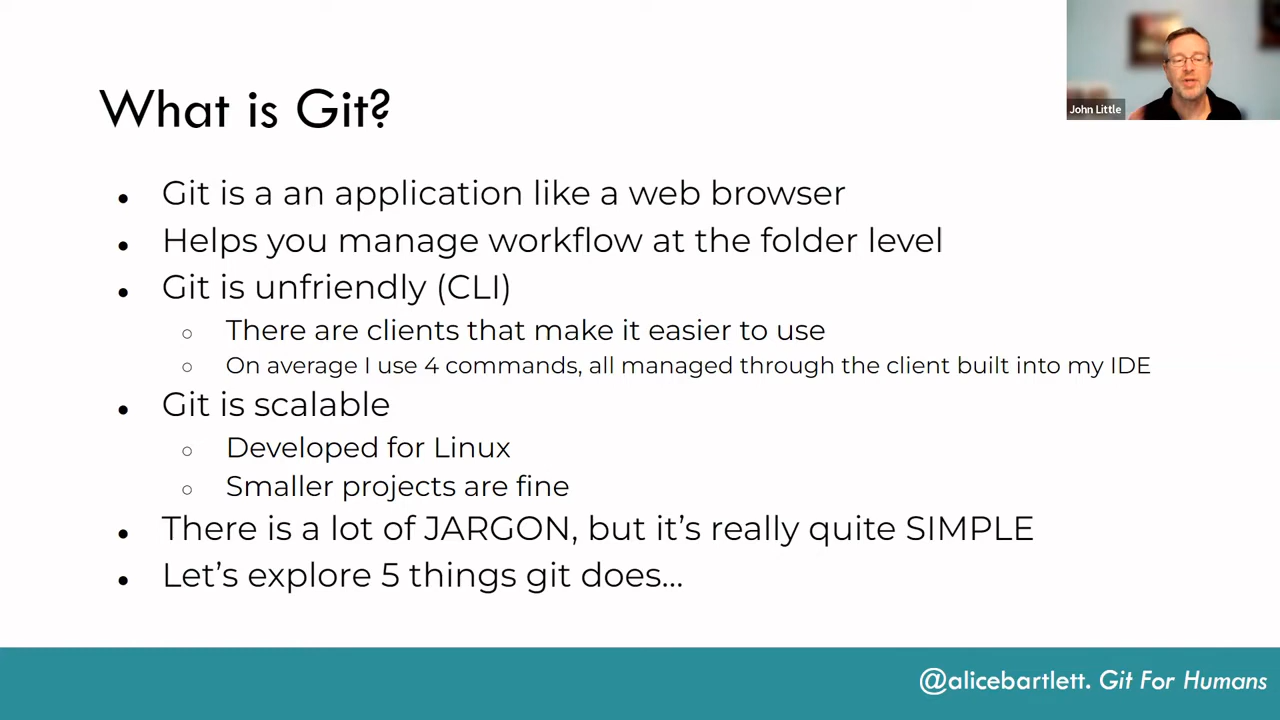 What is Git?
John Little
● Git is a an application like a web browser
● Helps you manage workflow at the folder level
● Git is unfriendly (CLI)
○ There are clients that make it easier to use
○ On average I use 4 commands, all managed through the client built into my IDE
● Git is scalable
○ Developed for Linux
○ Smaller projects are fine
● There is a lot of JARGON, but it’s really quite SIMPLE
● Let’s explore 5 things git does…
@alicebartlett. Git For Humans